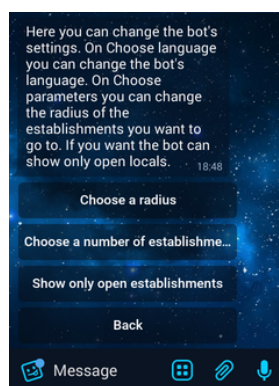 Here you can change the bot's
settings. On Choose language
you can change the bot's
language. On Choose
parameters you can change
the radius of the
establishments you want to
go to. If you want the bot can
show only open locals.
18:48
Choose a radius
Choose a number of establishme...
Show only open establishments
Back
Message